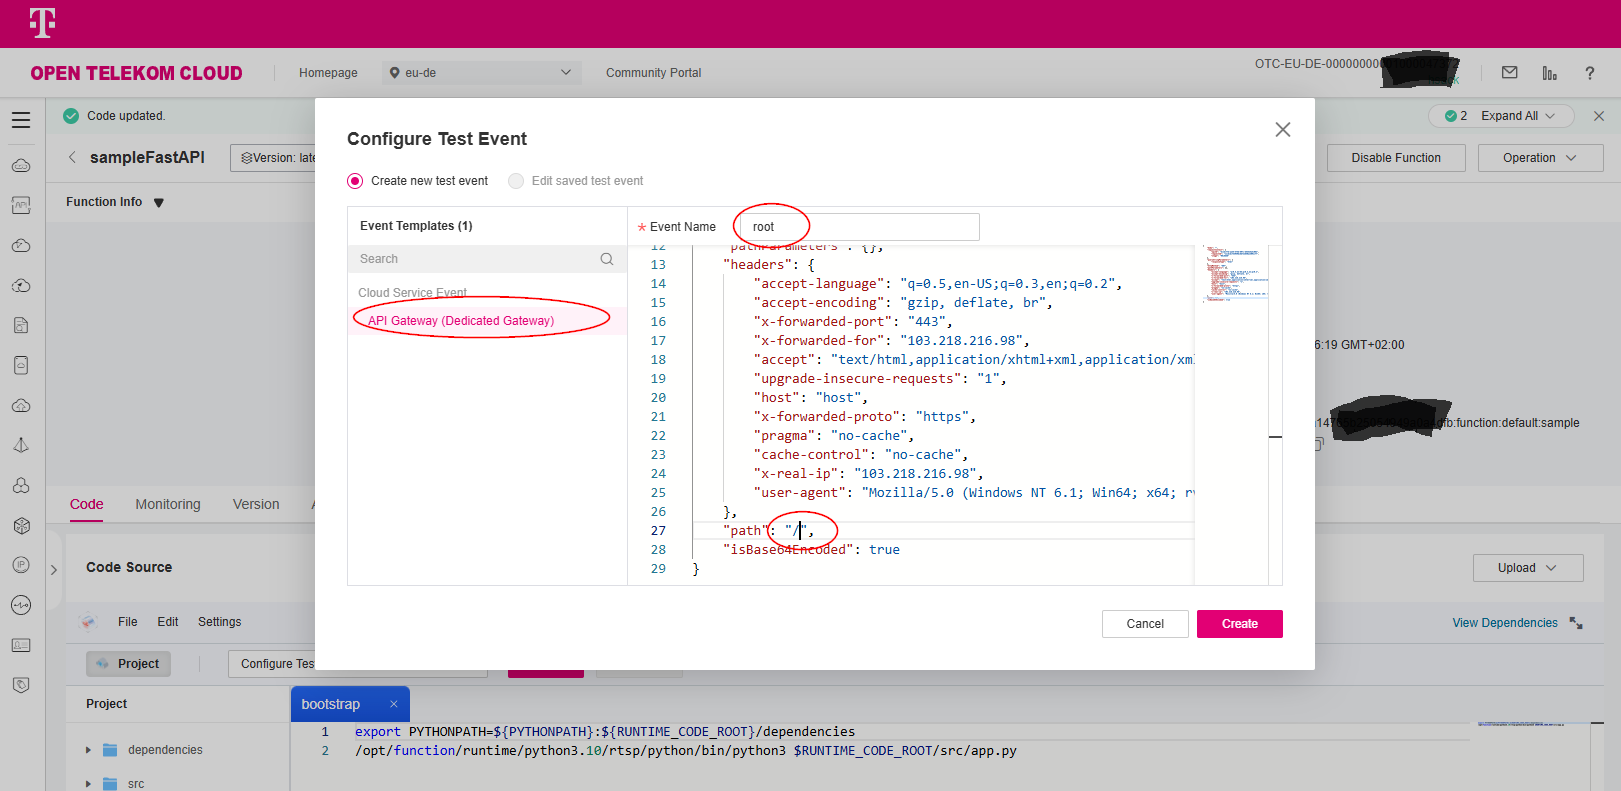 T
OPEN TELEKOM CLOUD
Homepage
eu-de
Community Portal
?
Code updated.
2 Expand All
sampleFastAPI
Version: late
Disable Function
Operation
Function Info
Configure Test Event
Create new test event
Edit saved test event
Event Templates (1)
* Event Name
root
Search
Cloud Service Event
API Gateway (Dedicated Gateway)
12 "pathParameters": {},
13 "headers": {
14 "accept-language": "q=0.5,en-US;q=0.3,en;q=0.2",
15 "accept-encoding": "gzip, deflate, br",
16 "x-forwarded-port": "443",
17 "x-forwarded-for": "103.218.216.98",
18 "accept": "text/html,application/xhtml+xml,application/xml
19 "upgrade-insecure-requests": "1",
20 "host": "host",
21 "x-forwarded-proto": "https",
22 "pragma": "no-cache",
23 "cache-control": "no-cache",
24 "x-real-ip": "103.218.216.98",
25 "user-agent": "Mozilla/5.0 (Windows NT 6.1; Win64; x64; rv
26 },
27 "path": "/",
28 "isBase64Encoded": true
29 }
Cancel
Create
6:19 GMT+02:00
fb:function:default:sample
API
IP
Code
Monitoring
Version
Code Source
Upload
File
Edit
Settings
View Dependencies
Project
Configure Tes
Project
bootstrap
dependencies
src
1 export PYTHONPATH=${PYTHONPATH}:${RUNTIME_CODE_ROOT}/dependencies
2 /opt/function/runtime/python3.10/rtsp/python/bin/python3 $RUNTIME_CODE_ROOT/src/app.py